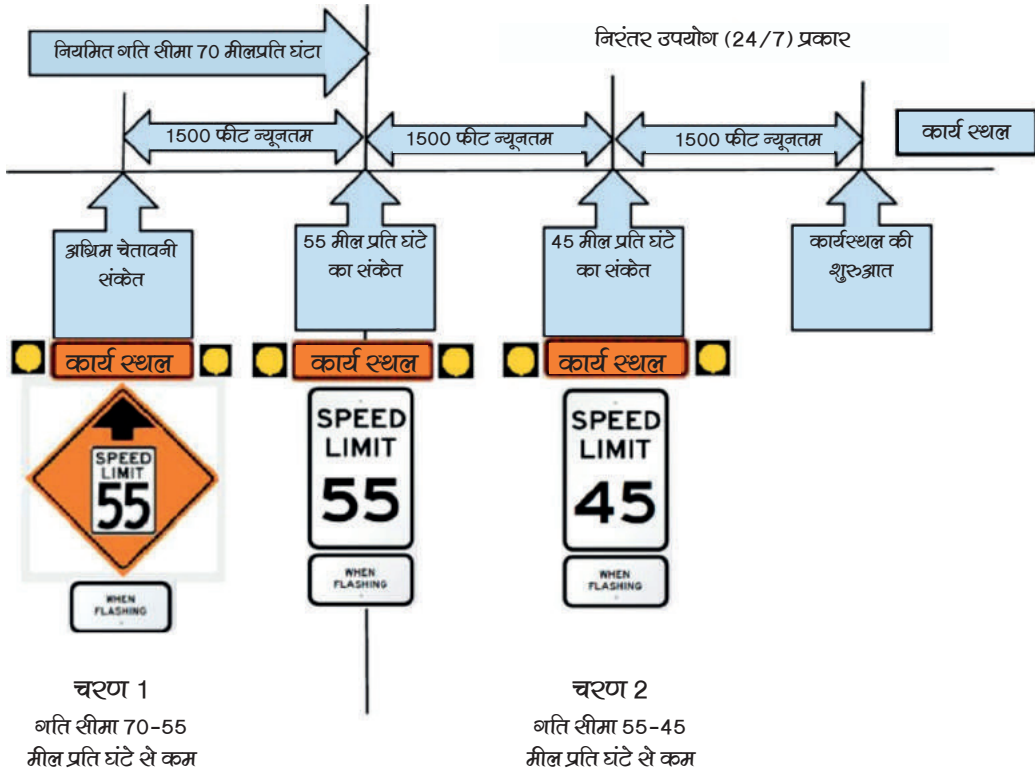 नियमित गति सीमा 70 मीलप्रति घंटा
निरंतर उपयोग (24/7) प्रकार
1500 फीट न्यूनतम
1500 फीट न्यूनतम
1500 फीट न्यूनतम
कार्य स्थल
अग्रिम चेतावनी
संकेत
55 मील प्रति घंटे
का संकेत
45 मील प्रति घंटे
का संकेत
कार्यस्थल की
शुरुआत
कार्य स्थल
कार्य स्थल
कार्य स्थल
SPEED
LIMIT
55
WHEN
FLASHING
SPEED
LIMIT
55
WHEN
FLASHING
SPEED
LIMIT
45
WHEN
FLASHING
चरण 1
गति सीमा 70-55
मील प्रति घंटे से कम
चरण 2
गति सीमा 55-45
मील प्रति घंटे से कम